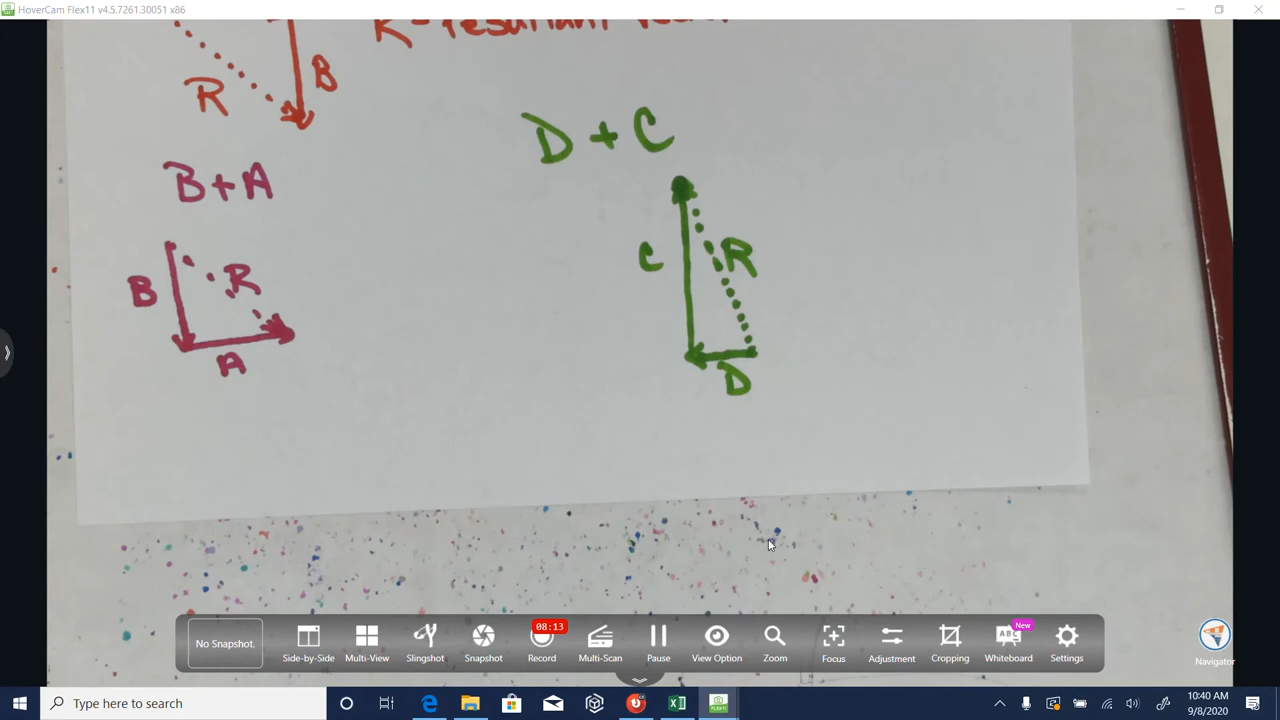 HoverCam Flex11 v4.5.7261.30051 x86
R
B
B + A
B
R
A
D + C
C
R
D
No Snapshot.
Side-by-Side
Multi-View
Slingshot
Snapshot
08:13
Record
Multi-Scan
Pause
View Option
Zoom
Focus
Adjustment
Cropping
New
ABC
Whiteboard
Settings
Navigator
FLEX11
Type here to search
10:40 AM
9/8/2020